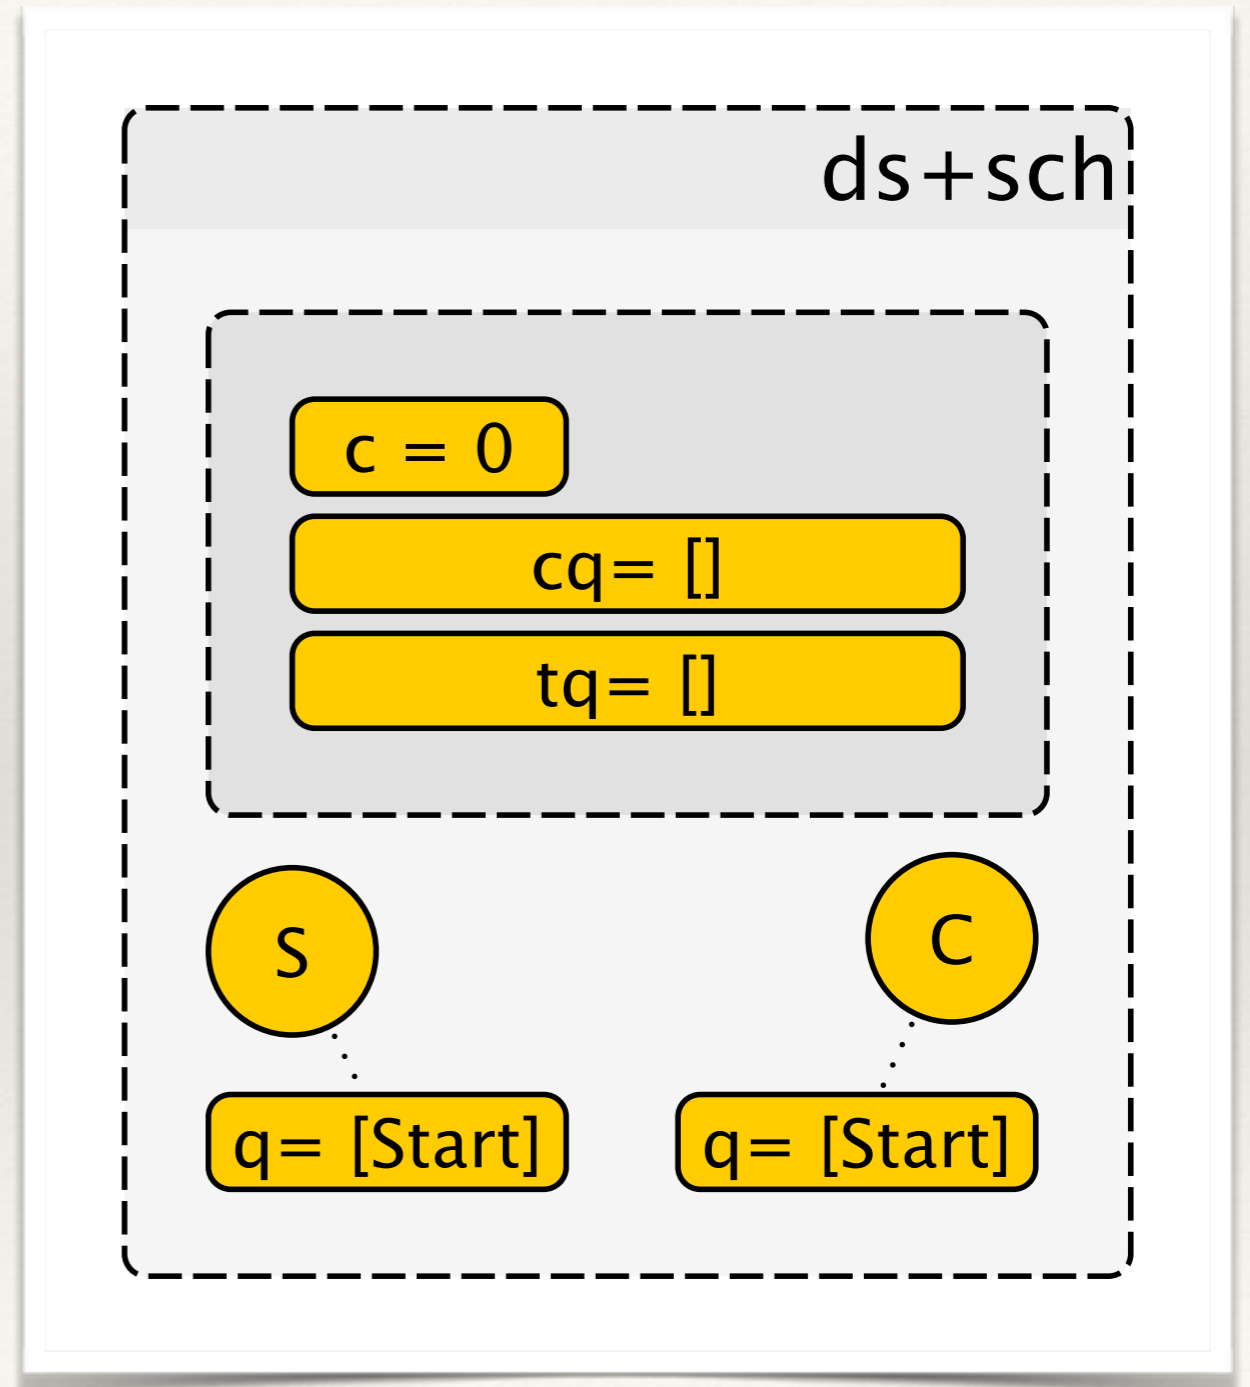 ds+sch
c = 0
cq= []
tq= []
S
C
q= [Start]
q= [Start]